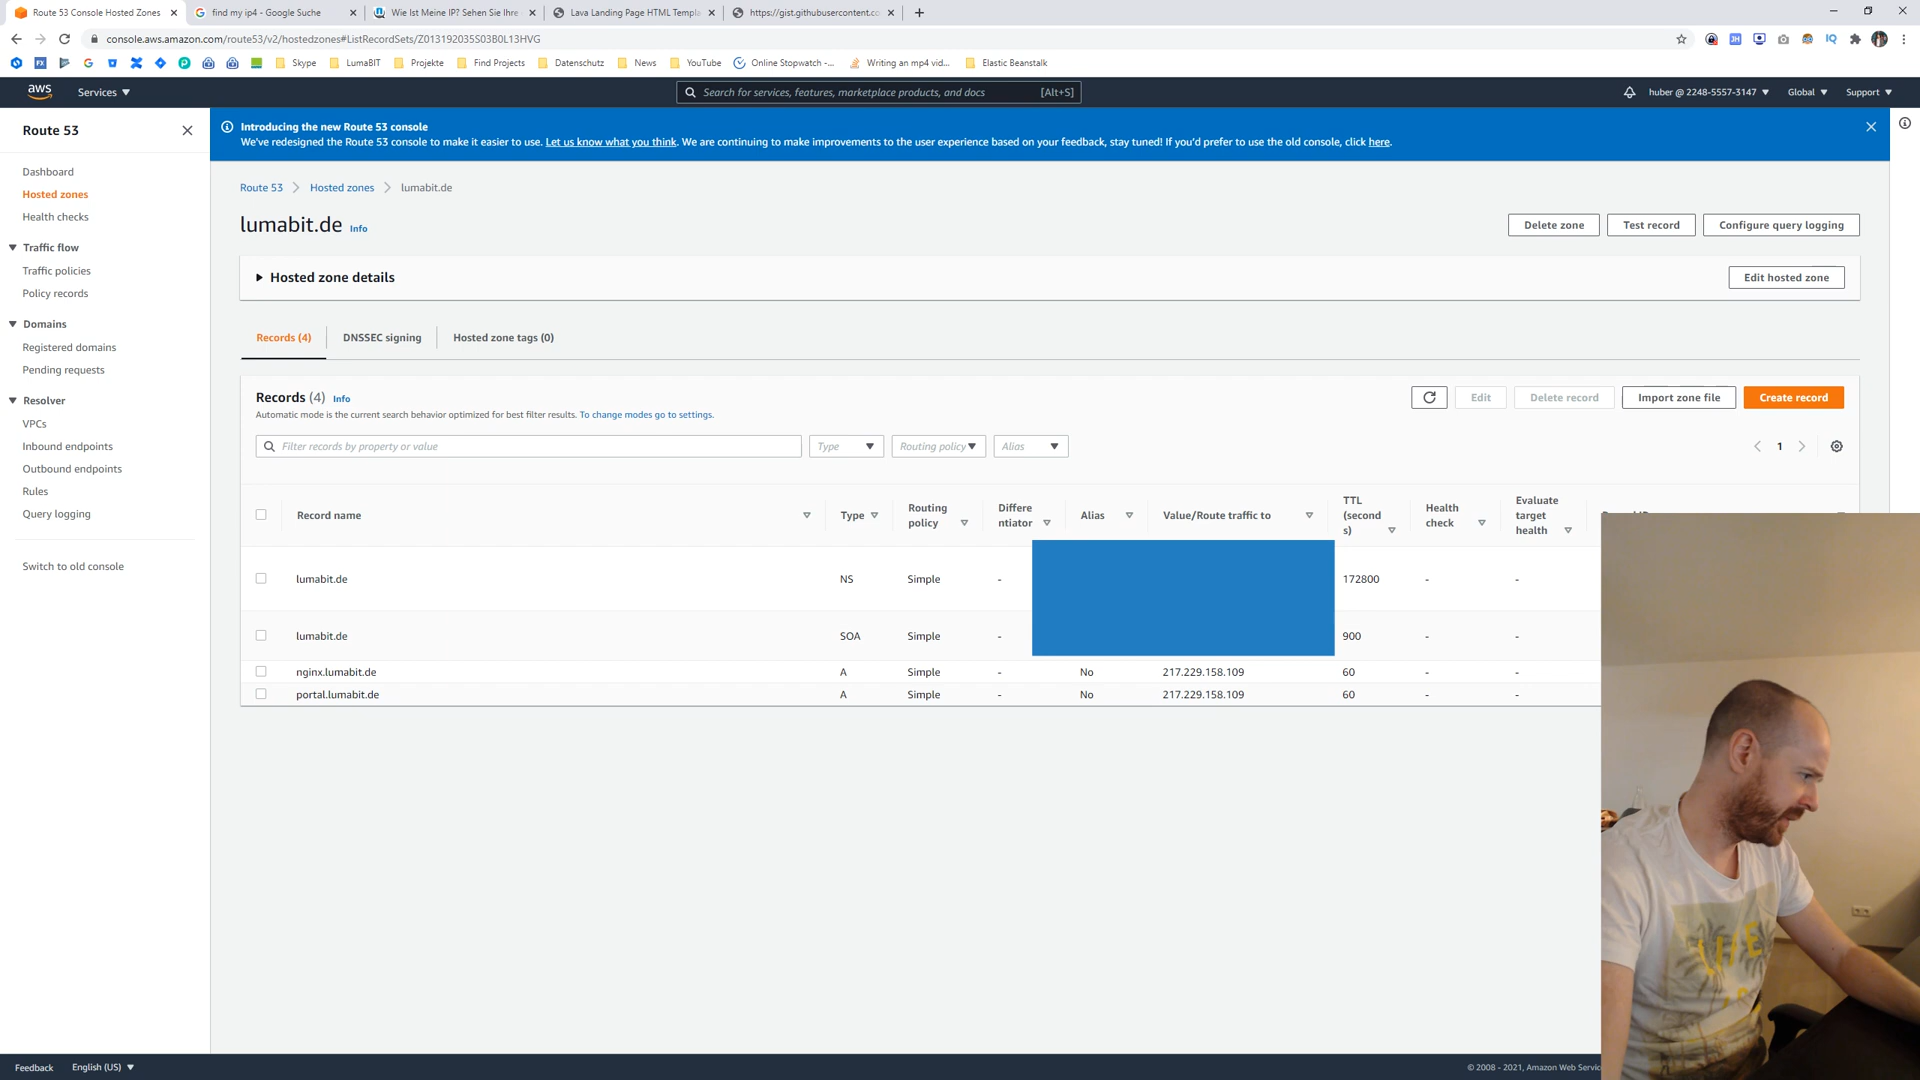 Route 53 Console Hosted Zones
find my ip4 - Google Suche
Wie Ist Meine IP? Sehen Sie Ihre
Lava Landing Page HTML Templa
https://gist.githubusercontent.co
console.aws.amazon.com/route53/v2/hostedzones#ListRecordSets/Z013192035S03B0L13HVG
Skype
LumaBIT
Projekte
Find Projects
Datenschutz
News
YouTube
Online Stopwatch -...
Writing an mp4 vid...
Elastic Beanstalk
aws
Services
Search for services, features, marketplace products, and docs
[Alt+S]
huber @ 2248-5557-3147
Global
Support
Route 53
Dashboard
Hosted zones
Health checks
Traffic flow
Traffic policies
Policy records
Domains
Registered domains
Pending requests
Resolver
VPCs
Inbound endpoints
Outbound endpoints
Rules
Query logging
Switch to old console
Introducing the new Route 53 console
We've redesigned the Route 53 console to make it easier to use. Let us know what you think. We are continuing to make improvements to the user experience based on your feedback, stay tuned! If you'd prefer to use the old console, click here.
Route 53
Hosted zones
lumabit.de
lumabit.de Info
Delete zone
Test record
Configure query logging
Hosted zone details
Edit hosted zone
Records (4)
DNSSEC signing
Hosted zone tags (0)
Records (4) Info
Automatic mode is the current search behavior optimized for best filter results. To change modes go to settings.
Edit
Delete record
Import zone file
Create record
Filter records by property or value
Type
Routing policy
Alias
1
Record name
Type
Routing
policy
Differe
ntiator
Alias
Value/Route traffic to
TTL
(second
s)
Health
check
Evaluate
target
health
lumabit.de NS Simple - 172800 - -
lumabit.de SOA Simple - 900 - -
nginx.lumabit.de A Simple - No 217.229.158.109 60 - -
portal.lumabit.de A Simple - No 217.229.158.109 60 - -
Feedback
English (US)
© 2008 - 2021, Amazon Web Servic